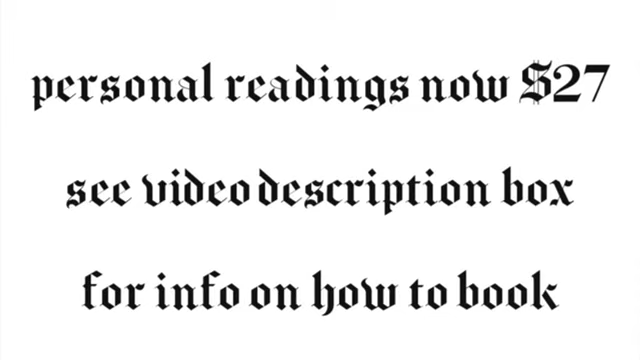 personal readings now $27
see video description box
for info on how to book